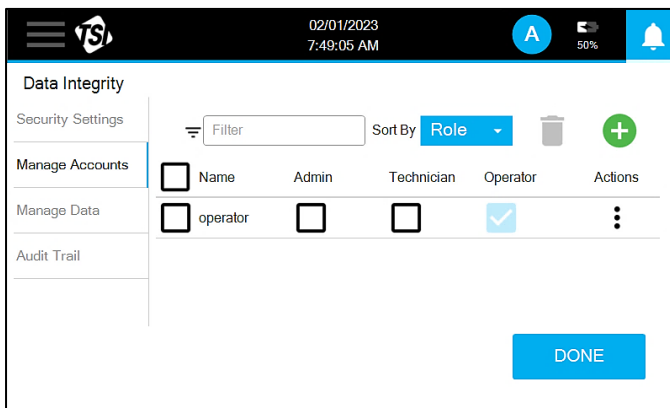 TSI
02/01/2023
7:49:05 AM
A
50%
Data Integrity
Security Settings
Manage Accounts
Manage Data
Audit Trail
Filter
Sort By Role
Name Admin Technician Operator Actions
operator
DONE